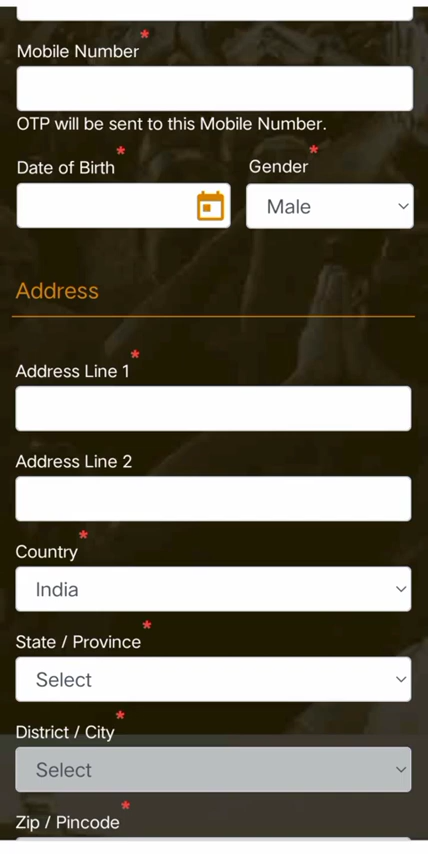 Mobile Number*
OTP will be sent to this Mobile Number.
Date of Birth* Gender*
Male
Address
Address Line 1*
Address Line 2
Country*
India
State / Province*
Select
District / City*
Select
Zip / Pincode*